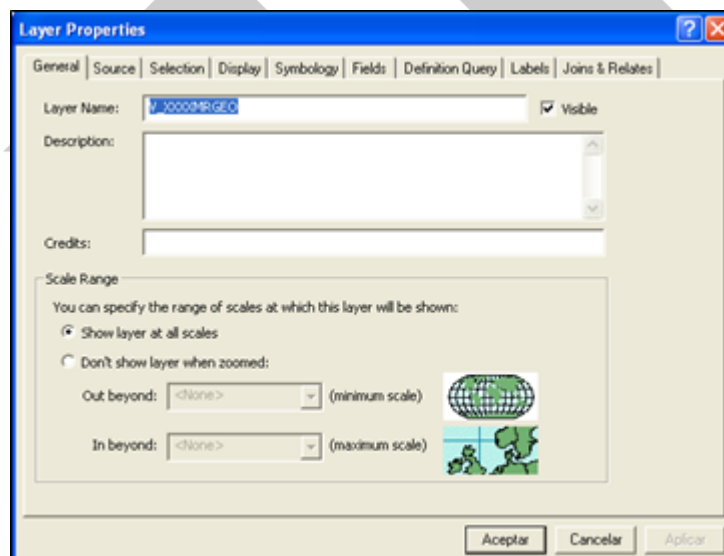 Layer Properties
General Source Selection Display Symbology Fields Definition Query Labels Joins & Relates
Layer Name: V_XXXXMRGEO Visible
Description:
Credits:
Scale Range
You can specify the range of scales at which this layer will be shown:
Show layer at all scales
Don't show layer when zoomed:
Out beyond: <None> (minimum scale)
In beyond: <None> (maximum scale)
Aceptar Cancelar Aplicar